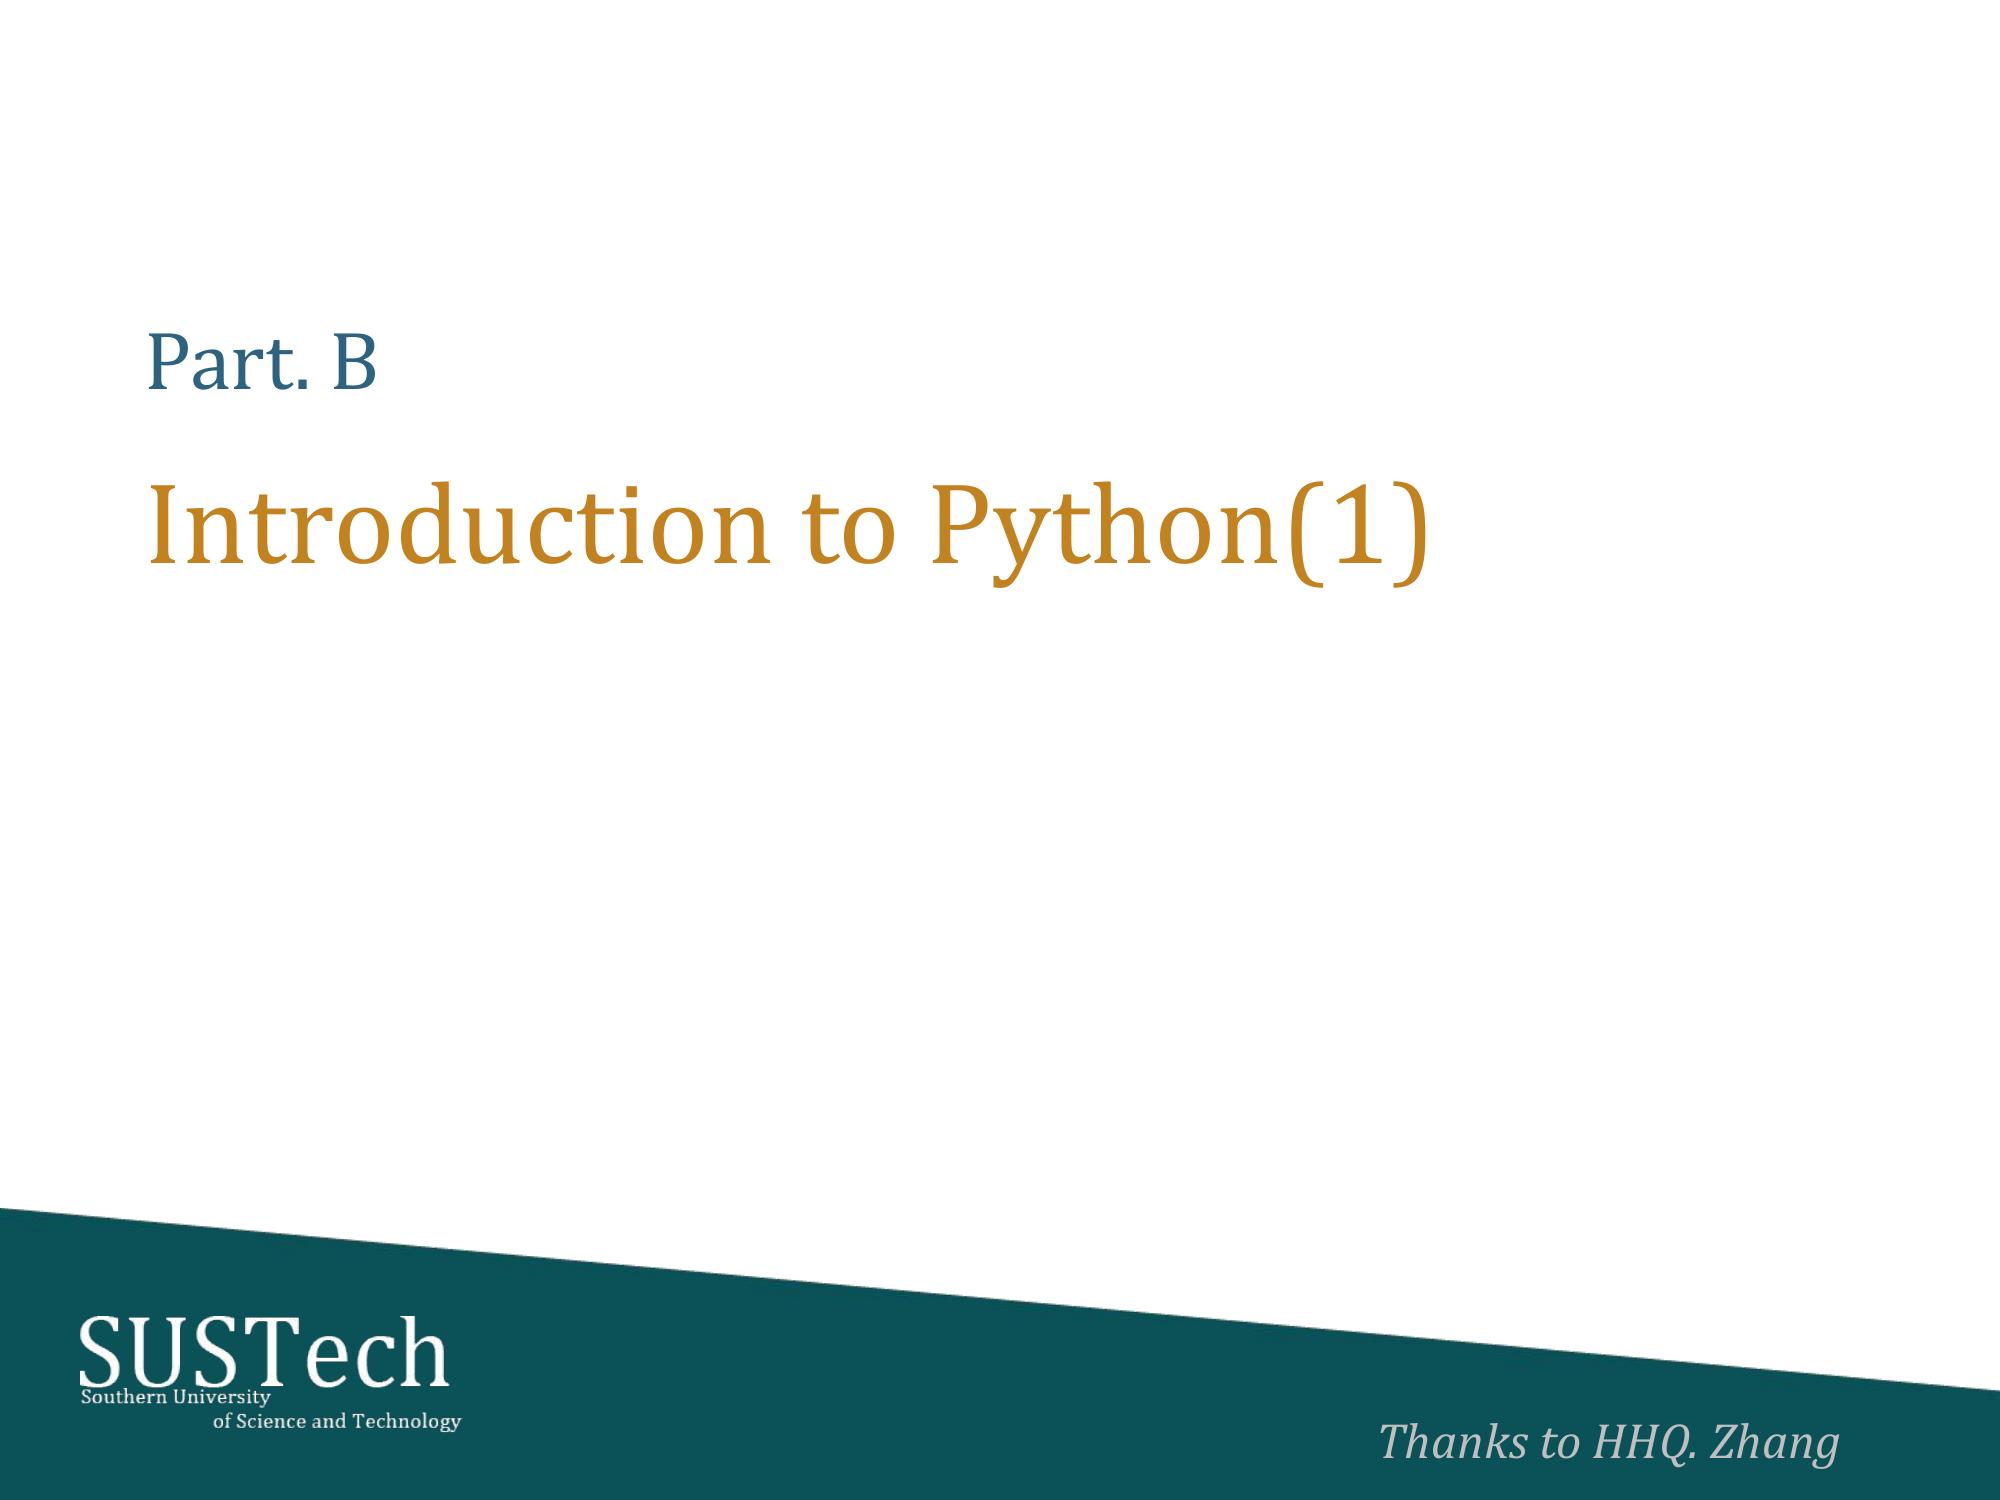 Part. B
Introduction to Python(1)
SUSTech
Southern University
of Science and Technology
Thanks to HHQ. Zhang